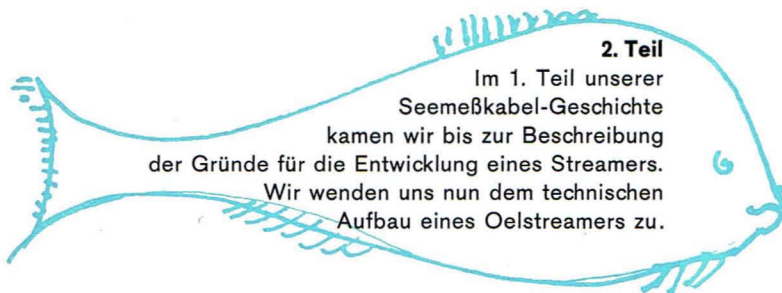 2. Teil
Im 1. Teil unserer
Seemeßkabel-Geschichte
kamen wir bis zur Beschreibung
der Gründe für die Entwicklung eines Streamers.
Wir wenden uns nun dem technischen
Aufbau eines Oelstreamers zu.